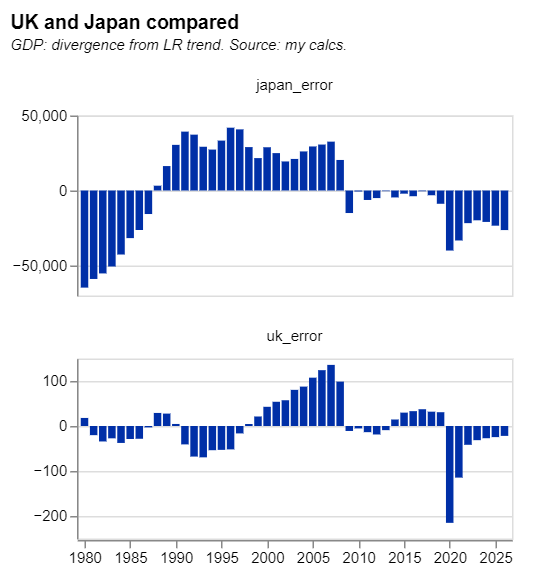 UK and Japan compared
GDP: divergence from LR trend. Source: my calcs.
japan_error
50,000
0
−50,000
uk_error
100
0
−100
−200
1980 1985 1990 1995 2000 2005 2010 2015 2020 2025